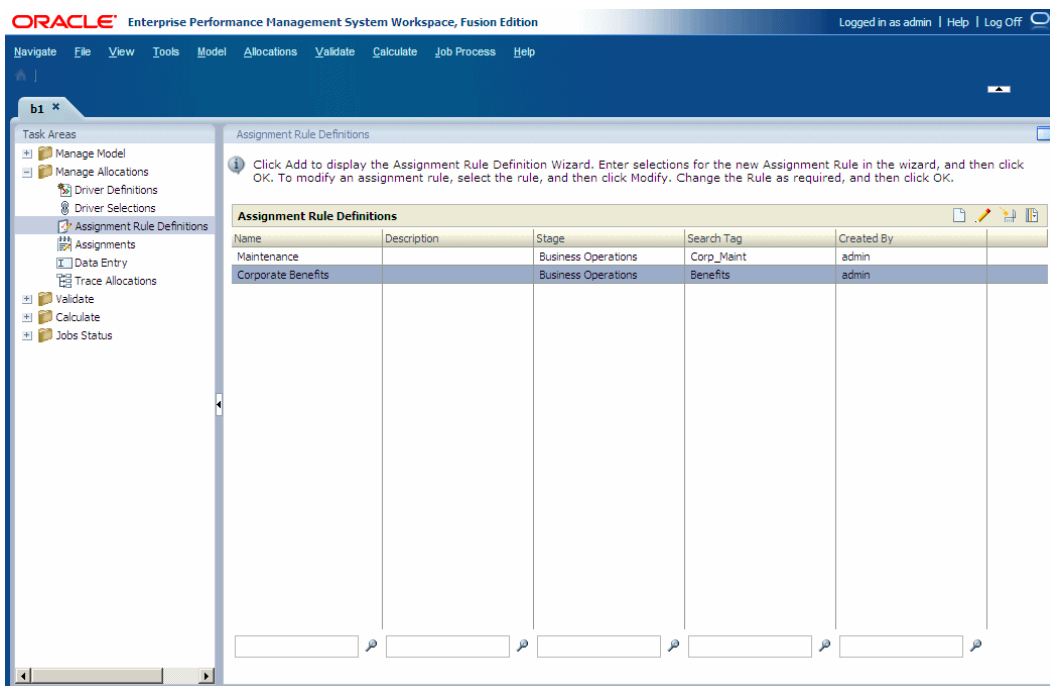 ORACLE® Enterprise Performance Management System Workspace, Fusion Edition
Logged in as admin | Help | Log Off
Navigate File View Tools Model Allocations Validate Calculate Job Process Help
b1
Task Areas
Manage Model
Manage Allocations
Driver Definitions
Driver Selections
Assignment Rule Definitions
Assignments
Data Entry
Trace Allocations
Validate
Calculate
Jobs Status
Assignment Rule Definitions
Click Add to display the Assignment Rule Definition Wizard. Enter selections for the new Assignment Rule in the wizard, and then click
OK. To modify an assignment rule, select the rule, and then click Modify. Change the Rule as required, and then click OK.
Assignment Rule Definitions
Name Description Stage Search Tag Created By
Maintenance Business Operations Corp_Maint admin
Corporate Benefits Business Operations Benefits admin